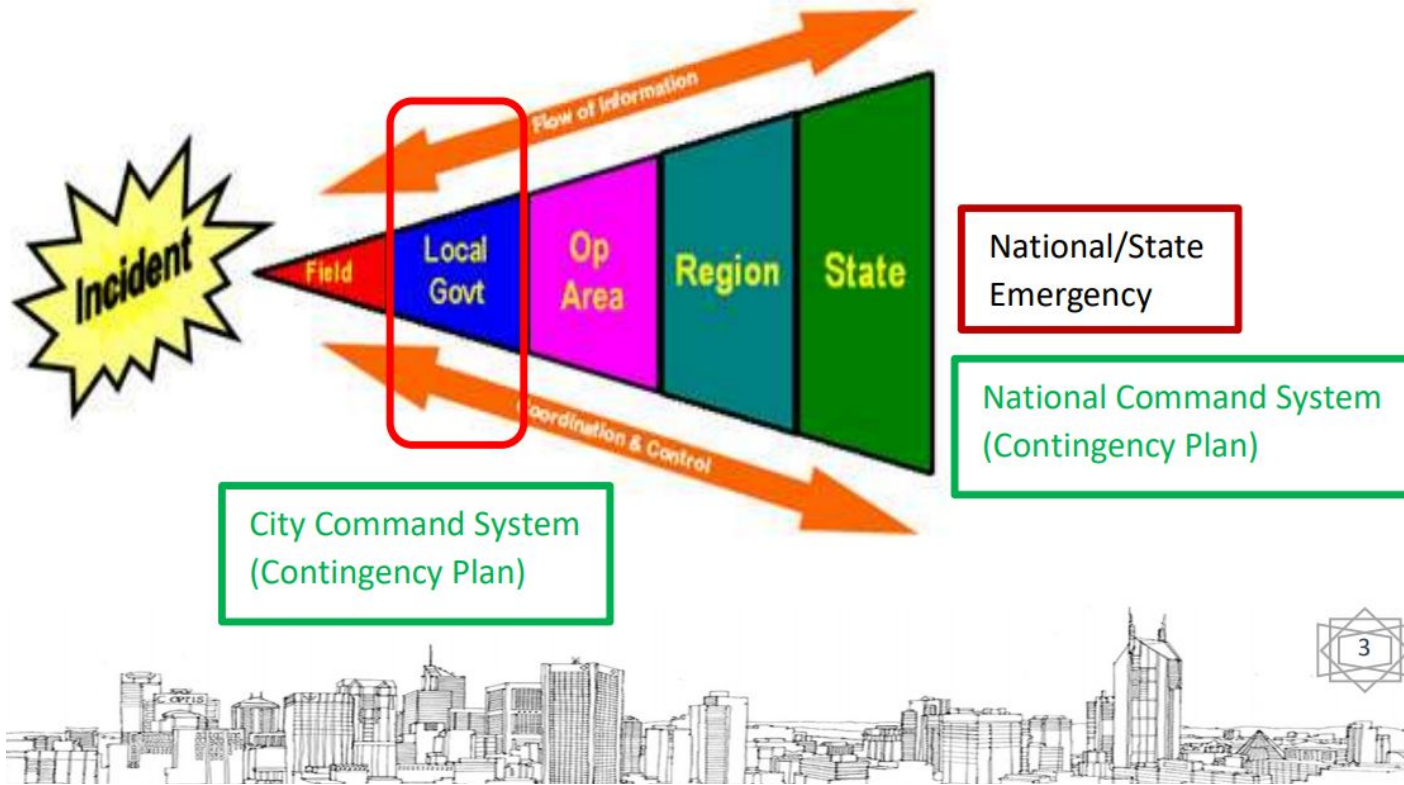 Flow of Information
Incident
Field
Local
Govt
Op
Area
Region
State
National/State
Emergency
Coordination & Control
National Command System
(Contingency Plan)
City Command System
(Contingency Plan)
3